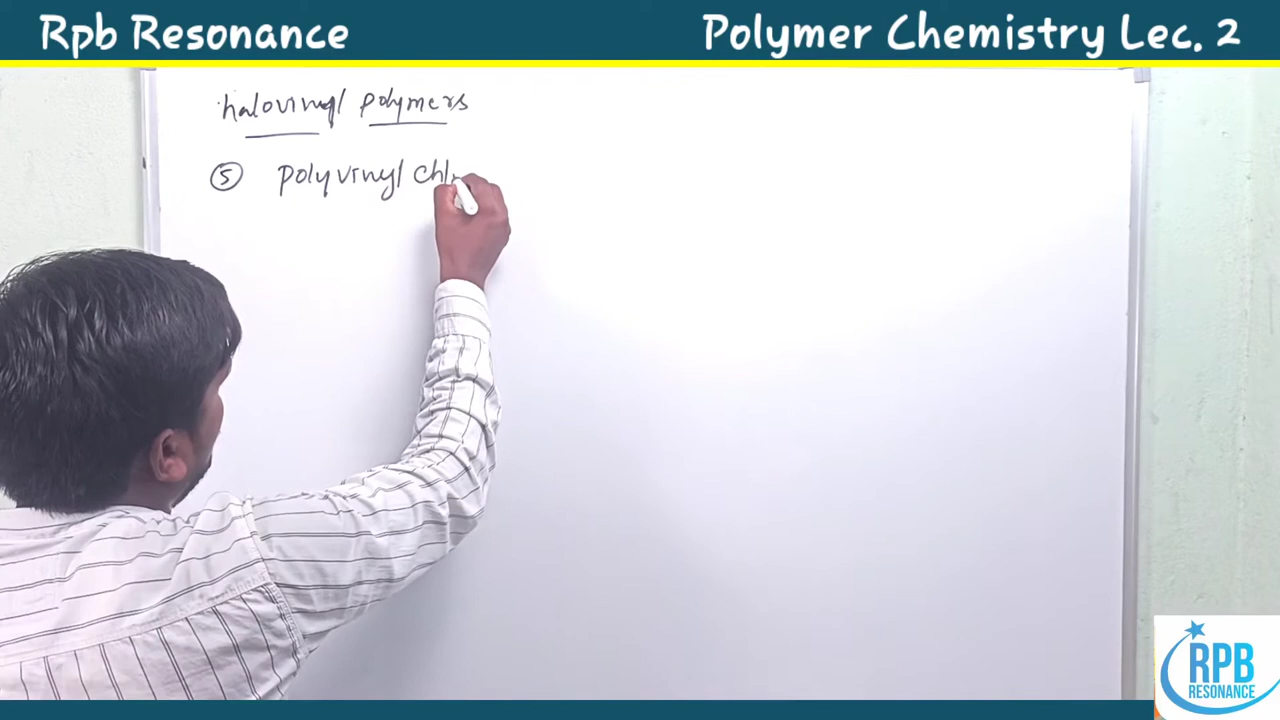 Rpb Resonance
Polymer Chemistry Lec. 2
halovinyl polymers
5 polyvinyl chl
RPB
RESONANCE